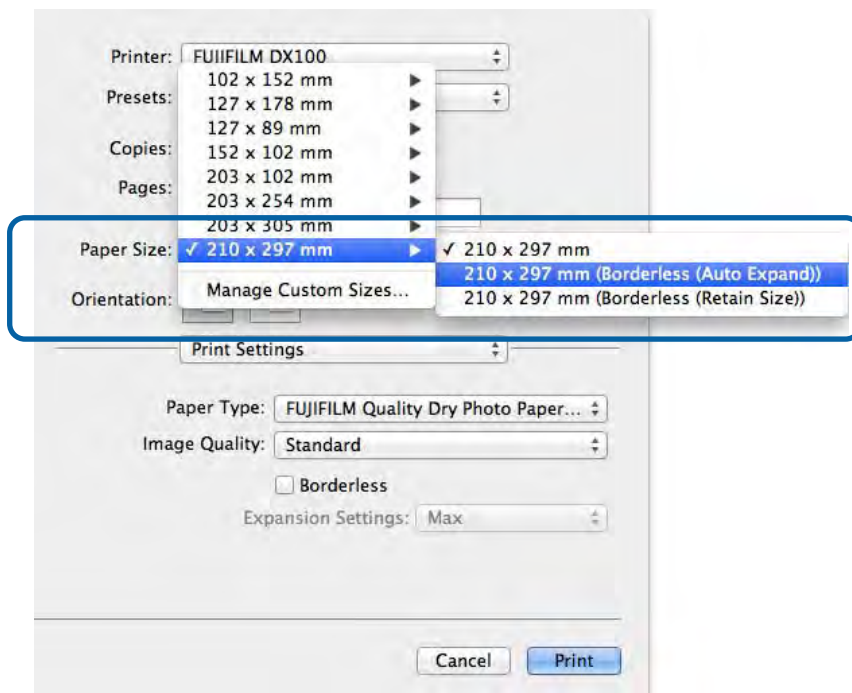 Printer: FUJIFILM DX100
102 x 152 mm
Presets:
127 x 178 mm
127 x 89 mm
Copies:
152 x 102 mm
203 x 102 mm
Pages:
203 x 254 mm
203 x 305 mm
Paper Size: ✓ 210 x 297 mm
✓ 210 x 297 mm
210 x 297 mm (Borderless (Auto Expand))
Orientation:
Manage Custom Sizes...
210 x 297 mm (Borderless (Retain Size))
Print Settings
Paper Type: FUJIFILM Quality Dry Photo Paper...
Image Quality: Standard
Borderless
Expansion Settings: Max
Cancel
Print